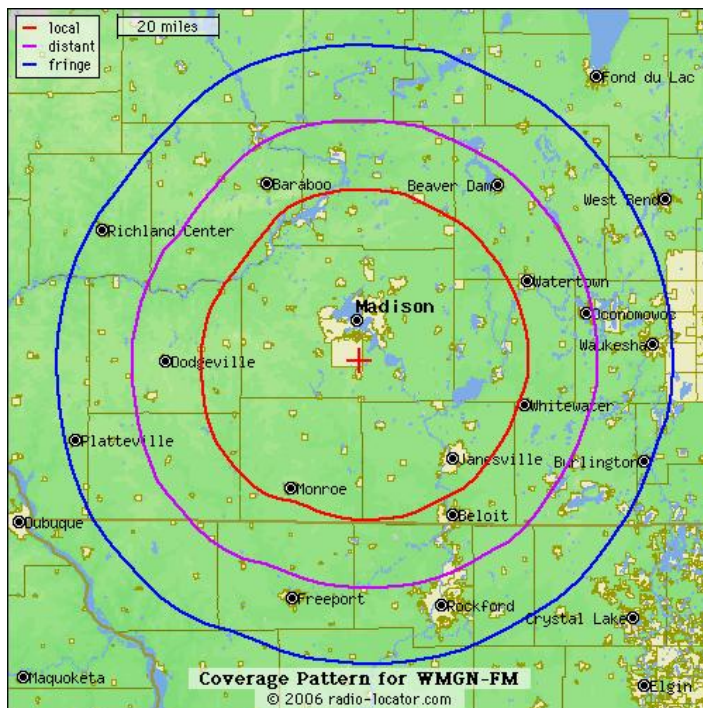 local
20 miles
distant
fringe
Fond du Lac
Baraboo
Beaver Dam
West Bend
Richland Center
Watertown
Madison
Oconomowoc
Waukesha
Dodgeville
Whitewater
Platteville
Janesville
Burlington
Monroe
Dubuque
Beloit
Freeport
Rockford
Crystal Lake
Maquoketa
Coverage Pattern for WMGN-FM
Elgin
© 2006 radio-locator.com